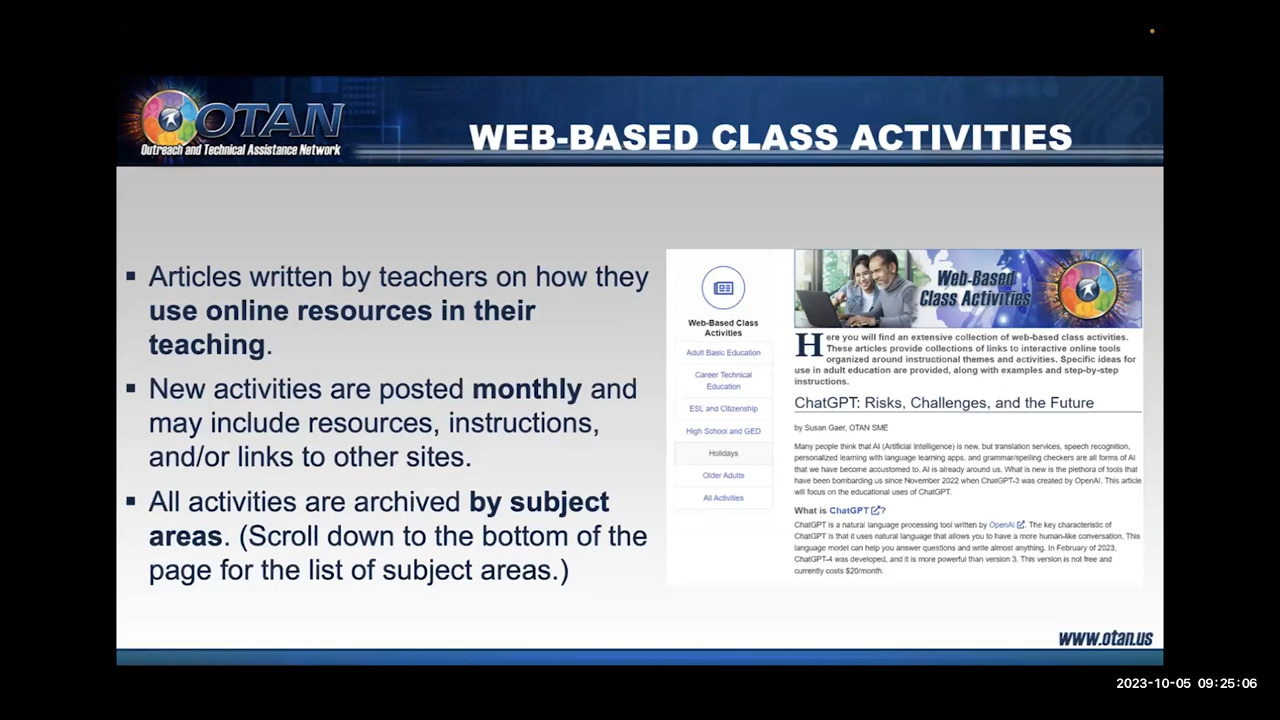 OTAN
Outreach and Technical Assistance Network
WEB-BASED CLASS ACTIVITIES
▪ Articles written by teachers on how they
use online resources in their
teaching.
▪ New activities are posted monthly and
may include resources, instructions,
and/or links to other sites.
▪ All activities are archived by subject
areas. (Scroll down to the bottom of the
page for the list of subject areas.)
Web-Based Class
Activities
Adult Basic Education
Career Technical
Education
ESL and Citizenship
High School and GED
Holidays
Older Adults
All Activities
Web-Based
Class Activities
Here you will find an extensive collection of web-based class activities.
These articles provide collections of links to interactive online tools
organized around instructional themes and activities. Specific ideas for
use in adult education are provided, along with examples and step-by-step
instructions.
ChatGPT: Risks, Challenges, and the Future
by Susan Gaer, OTAN SME
Many people think that AI (Artificial Intelligence) is new, but translation services, speech recognition,
personalized learning with language learning apps, and grammar/spelling checkers are all forms of AI
that we have become accustomed to. AI is already around us. What is new is the plethora of tools that
have been bombarding us since November 2022 when ChatGPT-3 was created by OpenAI. This article
will focus on the educational uses of ChatGPT.
What is ChatGPT?
ChatGPT is a natural language processing tool written by OpenAI. The key characteristic of
ChatGPT is that it uses natural language that allows you to have a more human-like conversation. This
language model can help you answer questions and write almost anything. In February of 2023,
ChatGPT-4 was developed, and it is more powerful than version 3. This version is not free and
currently costs $20/month.
www.otan.us
2023-10-05 09:25:06